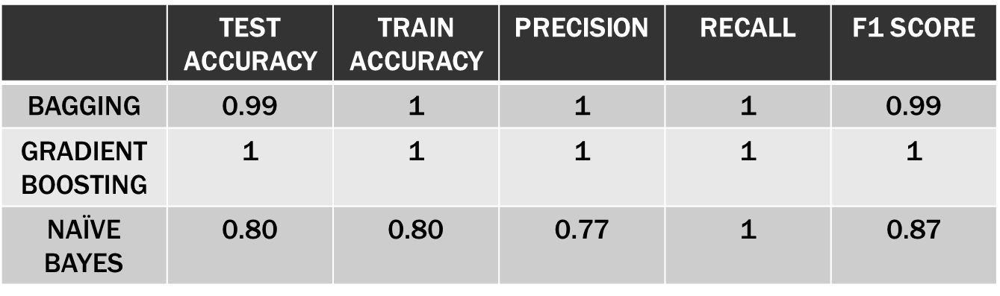 TEST ACCURACY TRAIN ACCURACY PRECISION RECALL F1 SCORE
BAGGING 0.99 1 1 1 0.99
GRADIENT BOOSTING 1 1 1 1 1
NAÏVE BAYES 0.80 0.80 0.77 1 0.87